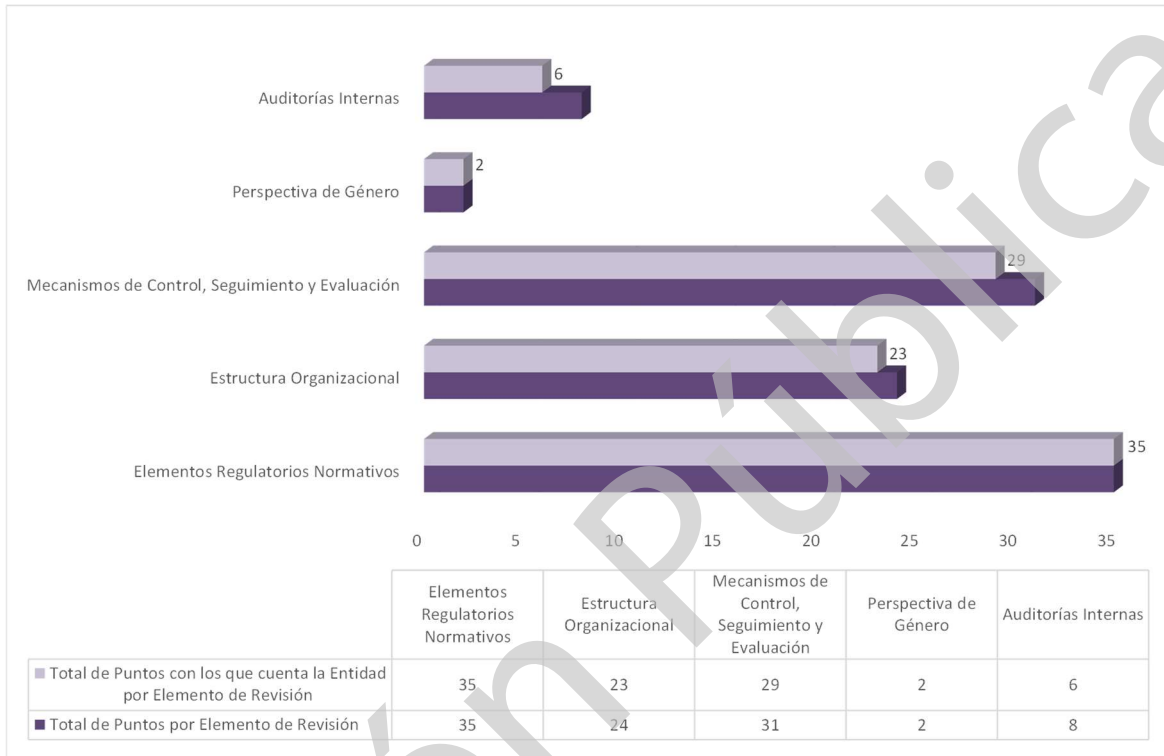 6
Auditorías Internas
2
Perspectiva de Género
29
Mecanismos de Control, Seguimiento y Evaluación
23
Estructura Organizacional
35
Elementos Regulatorios Normativos
0 5 10 15 20 25 30 35
Elementos
Regulatorios
Normativos
Estructura
Organizacional
Mecanismos de
Control,
Seguimiento y
Evaluación
Perspectiva de
Género
Auditorías Internas
Total de Puntos con los que cuenta la Entidad
por Elemento de Revisión
35 23 29 2 6
Total de Puntos por Elemento de Revisión
35 24 31 2 8
Pública